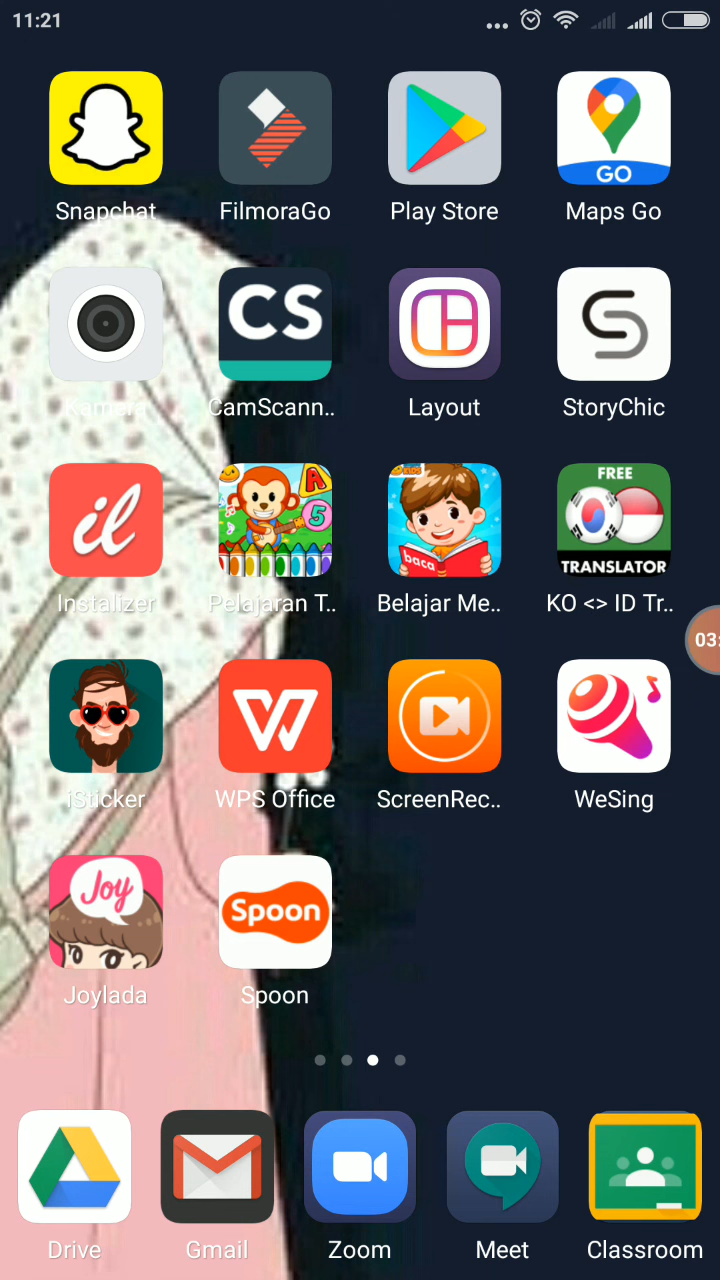 11:21
Snapchat
FilmoraGo
Play Store
GO
Maps Go
Kamera
CS
CamScann..
Layout
StoryChic
il
Instalizer
A
5
Pelajaran T..
baca
Belajar Me..
FREE
TRANSLATOR
KO <> ID Tr..
03:
iSticker
WPS Office
ScreenRec..
WeSing
Joy
Joylada
Spoon
Spoon
Drive
Gmail
Zoom
Meet
Classroom